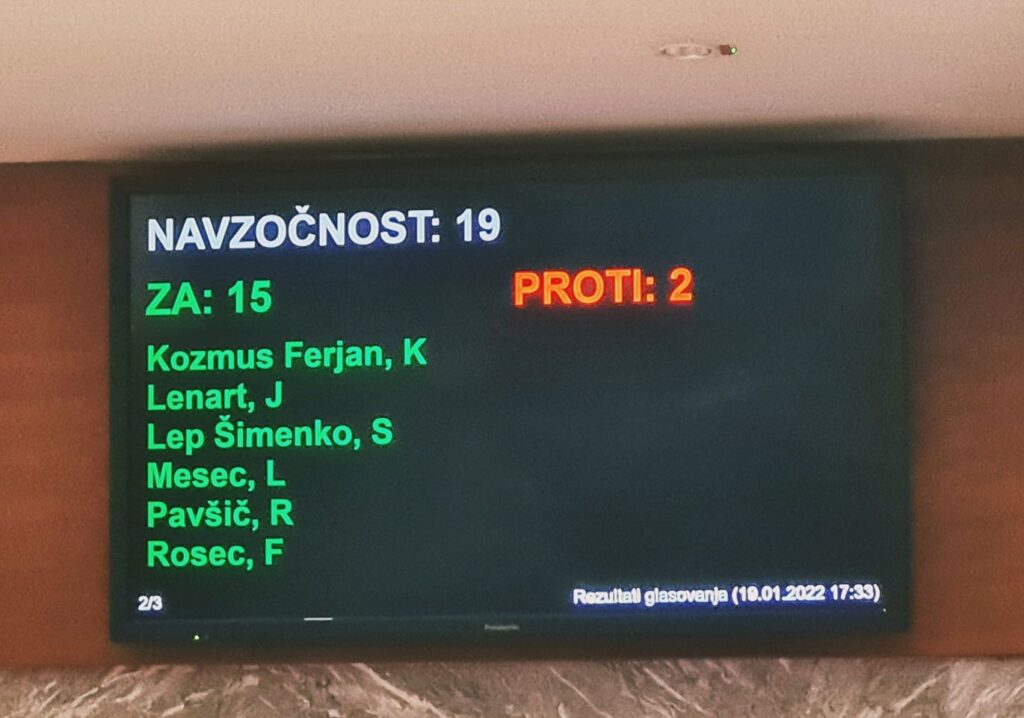 NAVZOČNOST: 19
ZA: 15
PROTI: 2
Kozmus Ferjan, K
Lenart, J
Lep Šimenko, S
Mesec, L
Pavšič, R
Rosec, F
2/3
Rezultati glasovanja (19.01.2022 17:33)
Panasonic